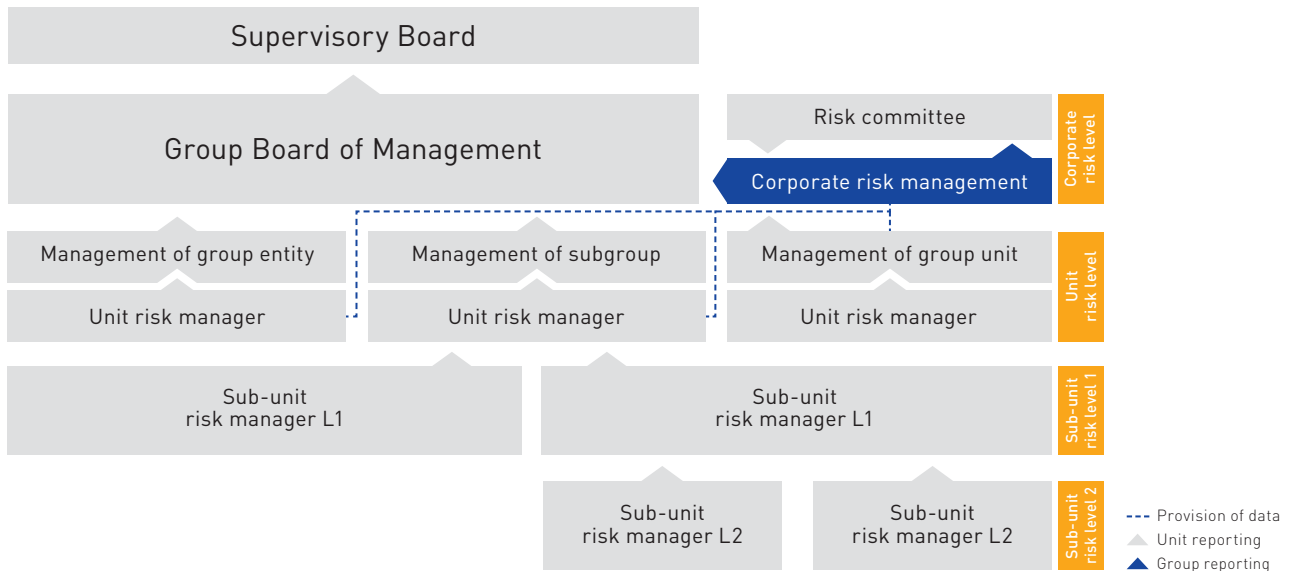 Supervisory Board
Group Board of Management
Risk committee
Corporate risk management
Corporate
risk level
Management of group entity
Management of subgroup
Management of group unit
Unit risk manager
Unit risk manager
Unit risk manager
Unit
risk level
Sub-unit
risk manager L1
Sub-unit
risk manager L1
Sub-unit
risk level 1
Sub-unit
risk manager L2
Sub-unit
risk manager L2
Sub-unit
risk level 2
Provision of data
Unit reporting
Group reporting